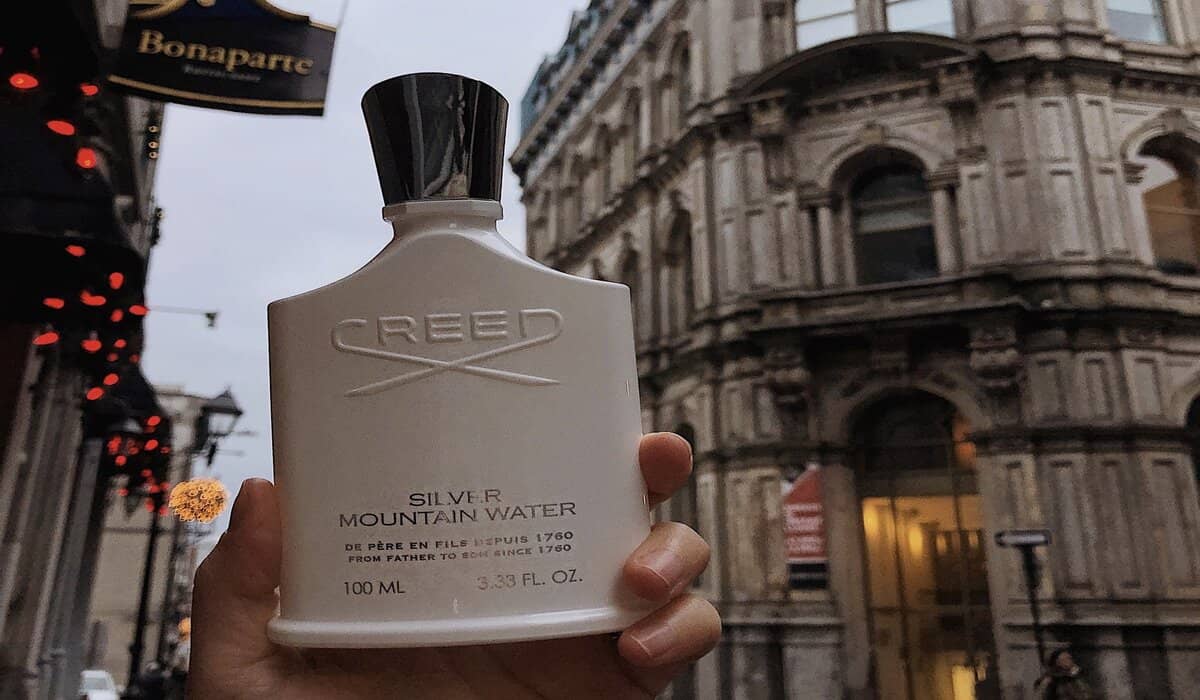 Bonaparte
CREED
SILVER
MOUNTAIN WATER
DE PÈRE EN FILS DEPUIS 1760
FROM FATHER TO SON SINCE 1760
100 ML 3.33 FL. OZ.